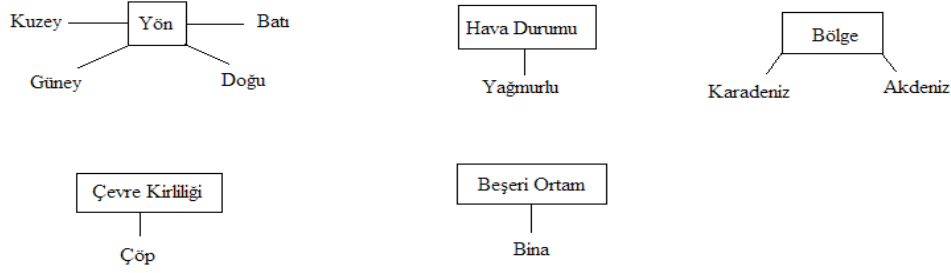 Kuzey
Yön
Batı
Güney
Doğu
Hava Durumu
Yağmurlu
Bölge
Karadeniz
Akdeniz
Çevre Kirliliği
Çöp
Beşeri Ortam
Bina